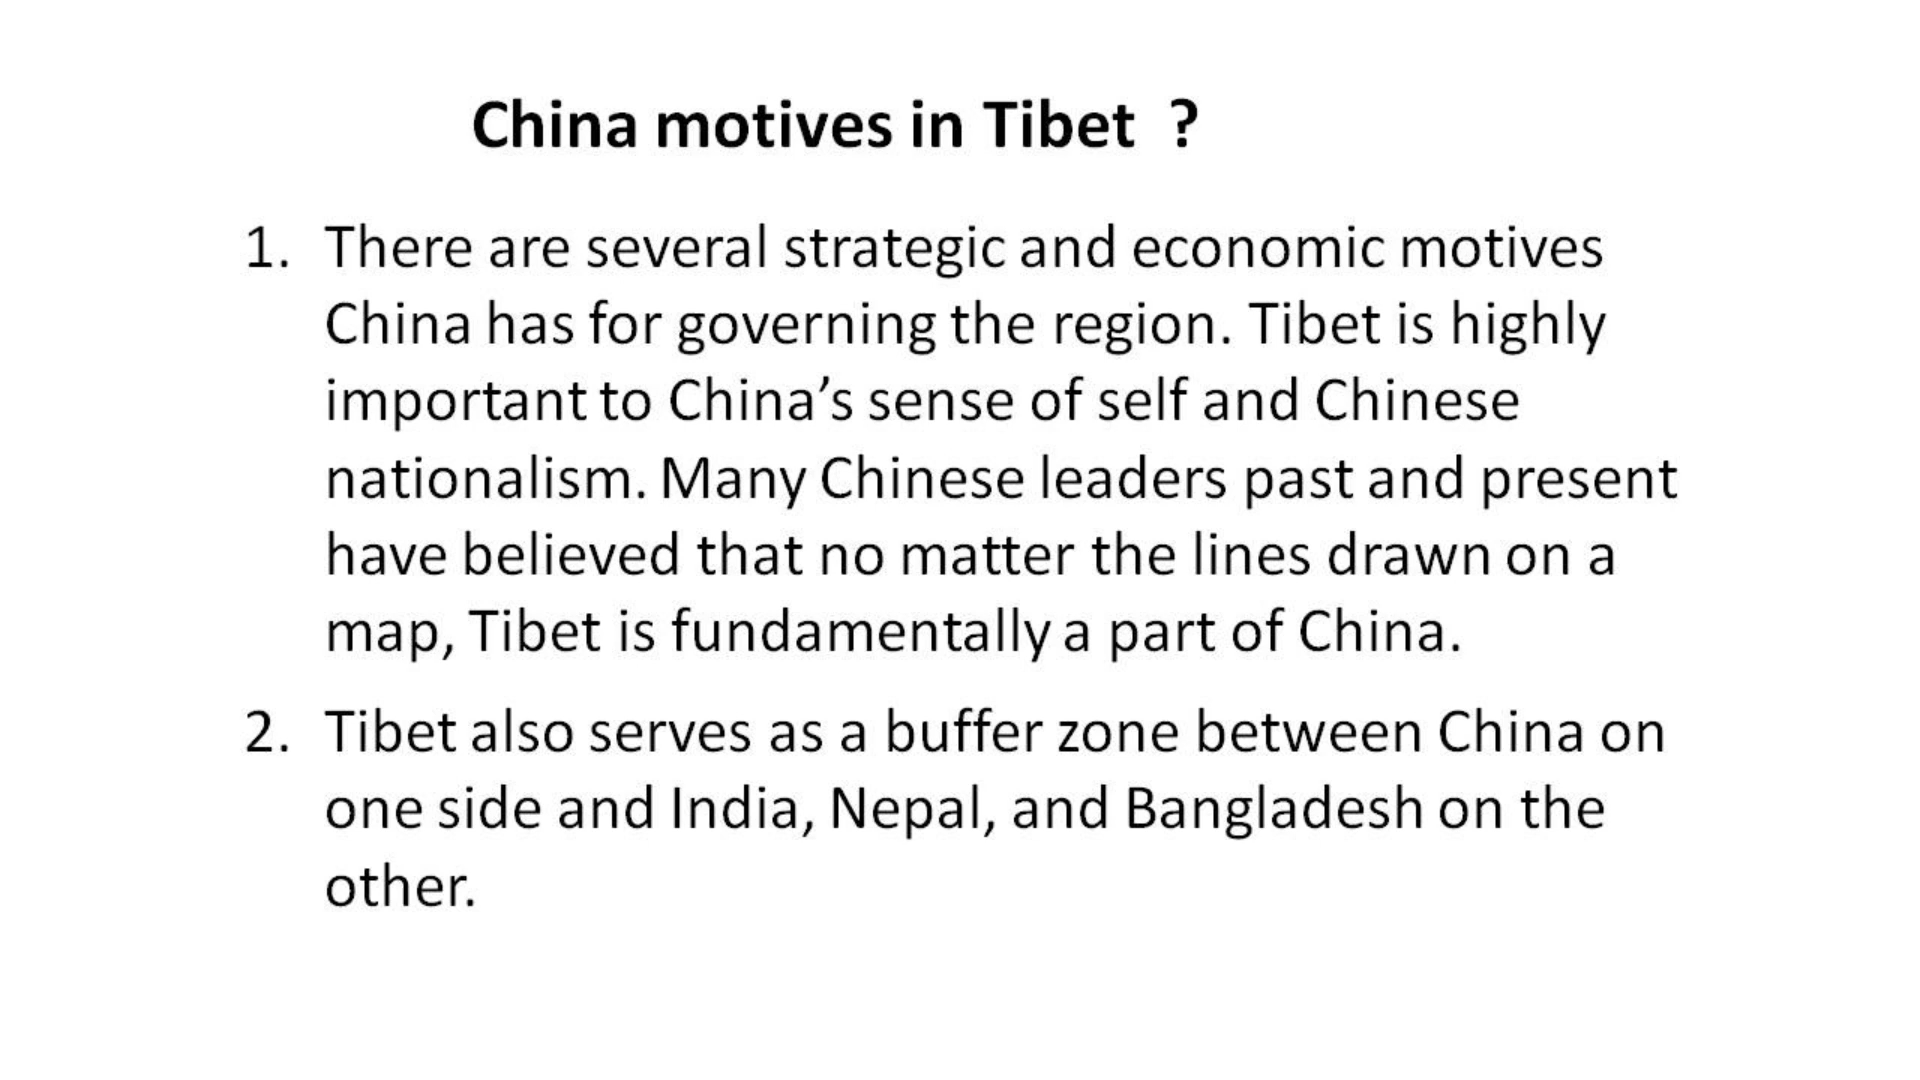 China motives in Tibet ?
1. There are several strategic and economic motives
China has for governing the region. Tibet is highly
important to China’s sense of self and Chinese
nationalism. Many Chinese leaders past and present
have believed that no matter the lines drawn on a
map, Tibet is fundamentally a part of China.
2. Tibet also serves as a buffer zone between China on
one side and India, Nepal, and Bangladesh on the
other.